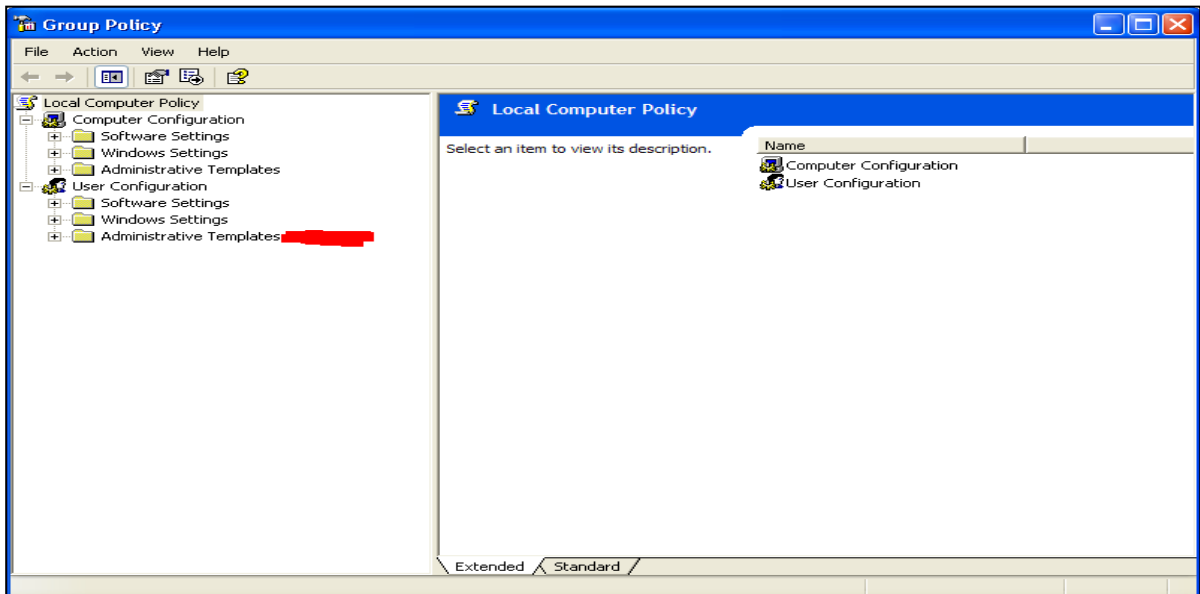 Group Policy
File Action View Help
Local Computer Policy
Computer Configuration
Software Settings
Windows Settings
Administrative Templates
User Configuration
Software Settings
Windows Settings
Administrative Templates
Local Computer Policy
Select an item to view its description.
Name
Computer Configuration
User Configuration
Extended Standard